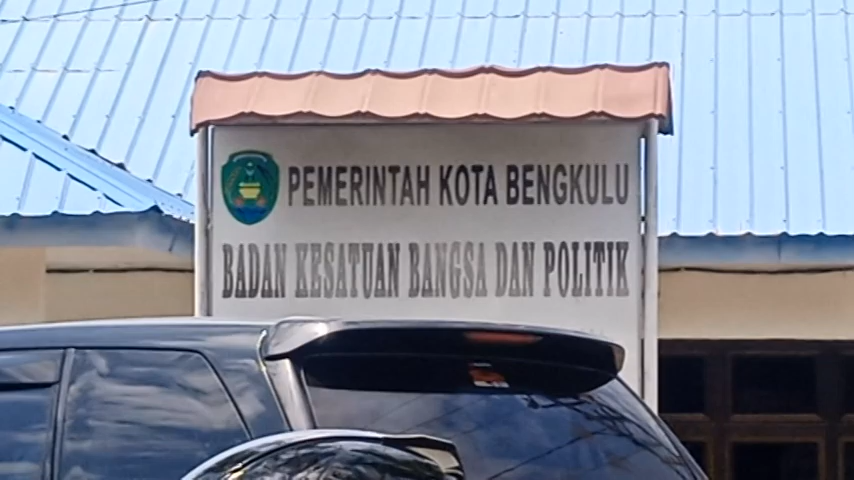 PEMERINTAH KOTA BENGKULU
BADAN KESATUAN BANGSA DAN POLITIK